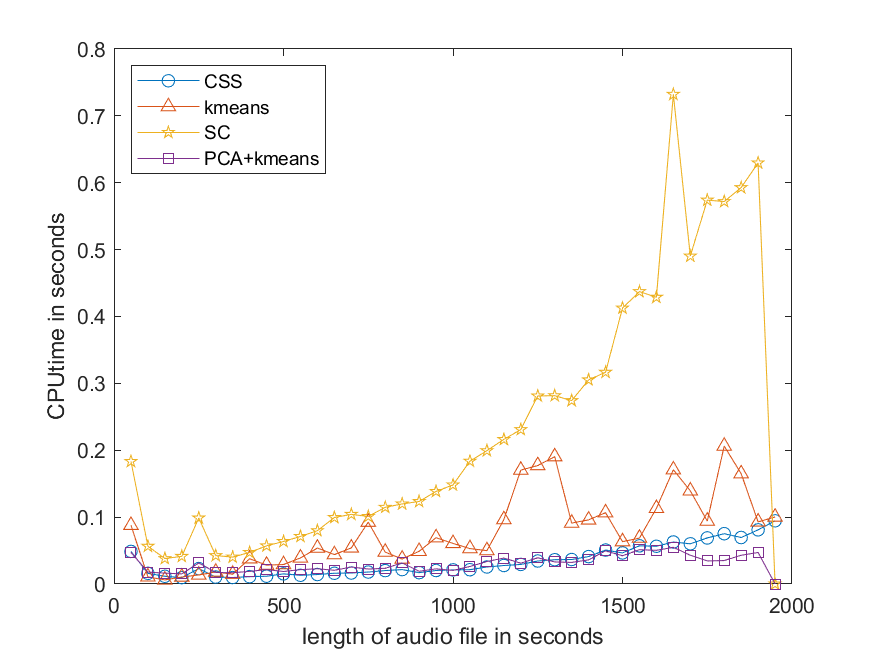 0.8
0.7
0.6
0.5
0.4
0.3
0.2
0.1
0
CPUtime in seconds
CSS
kmeans
SC
PCA+kmeans
0 500 1000 1500 2000
length of audio file in seconds